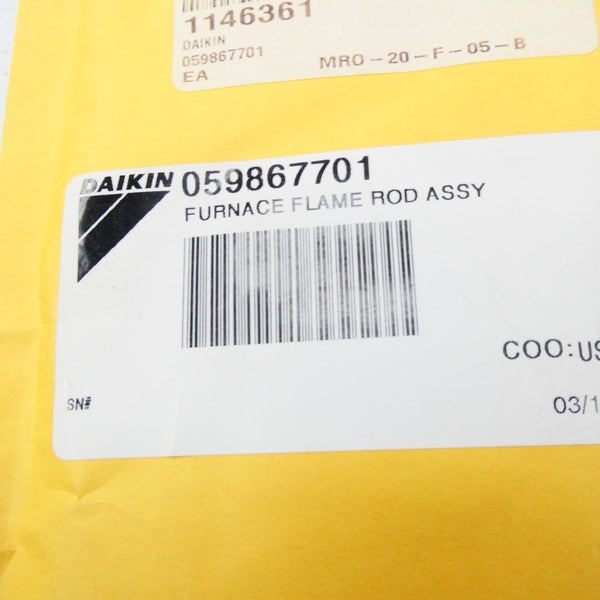 1146361
DAIKIN
059867701
EA MRO-20-F-05-B
DAIKIN 059867701
FURNACE FLAME ROD ASSY
COO:US
SN#
03/1